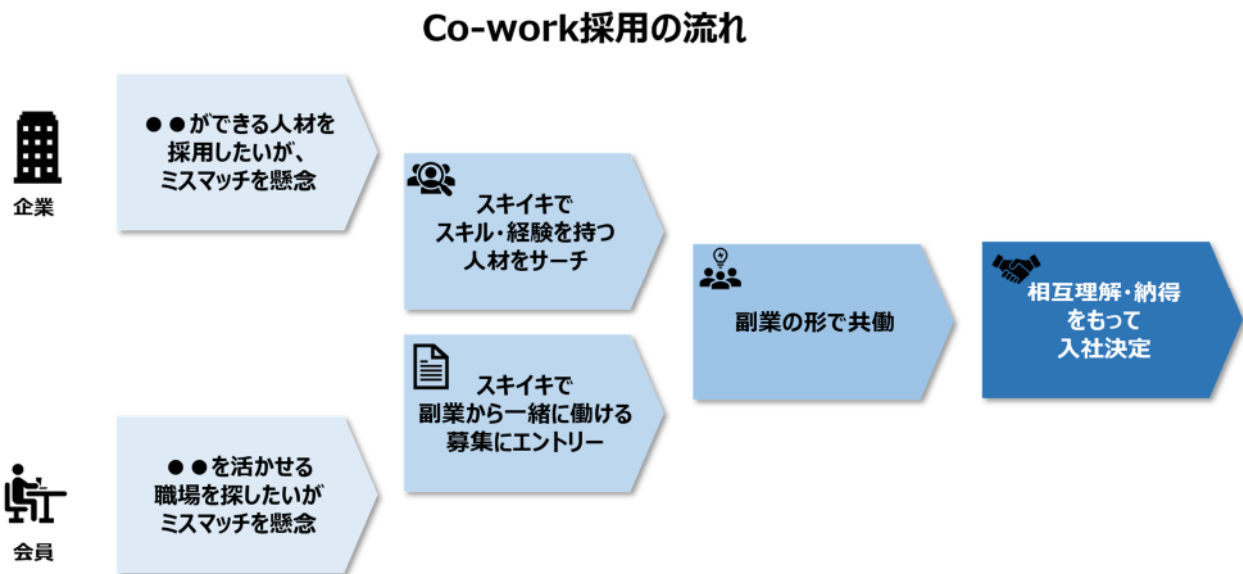 Co-work採用の流れ
企業
●●ができる人材を
採用したいが、
ミスマッチを懸念
スキイキで
スキル・経験を持つ
人材をサーチ
副業の形で共働
相互理解・納得
をもって
入社決定
スキイキで
副業から一緒に働ける
募集にエントリー
会員
●●を活かせる
職場を探したいが
ミスマッチを懸念